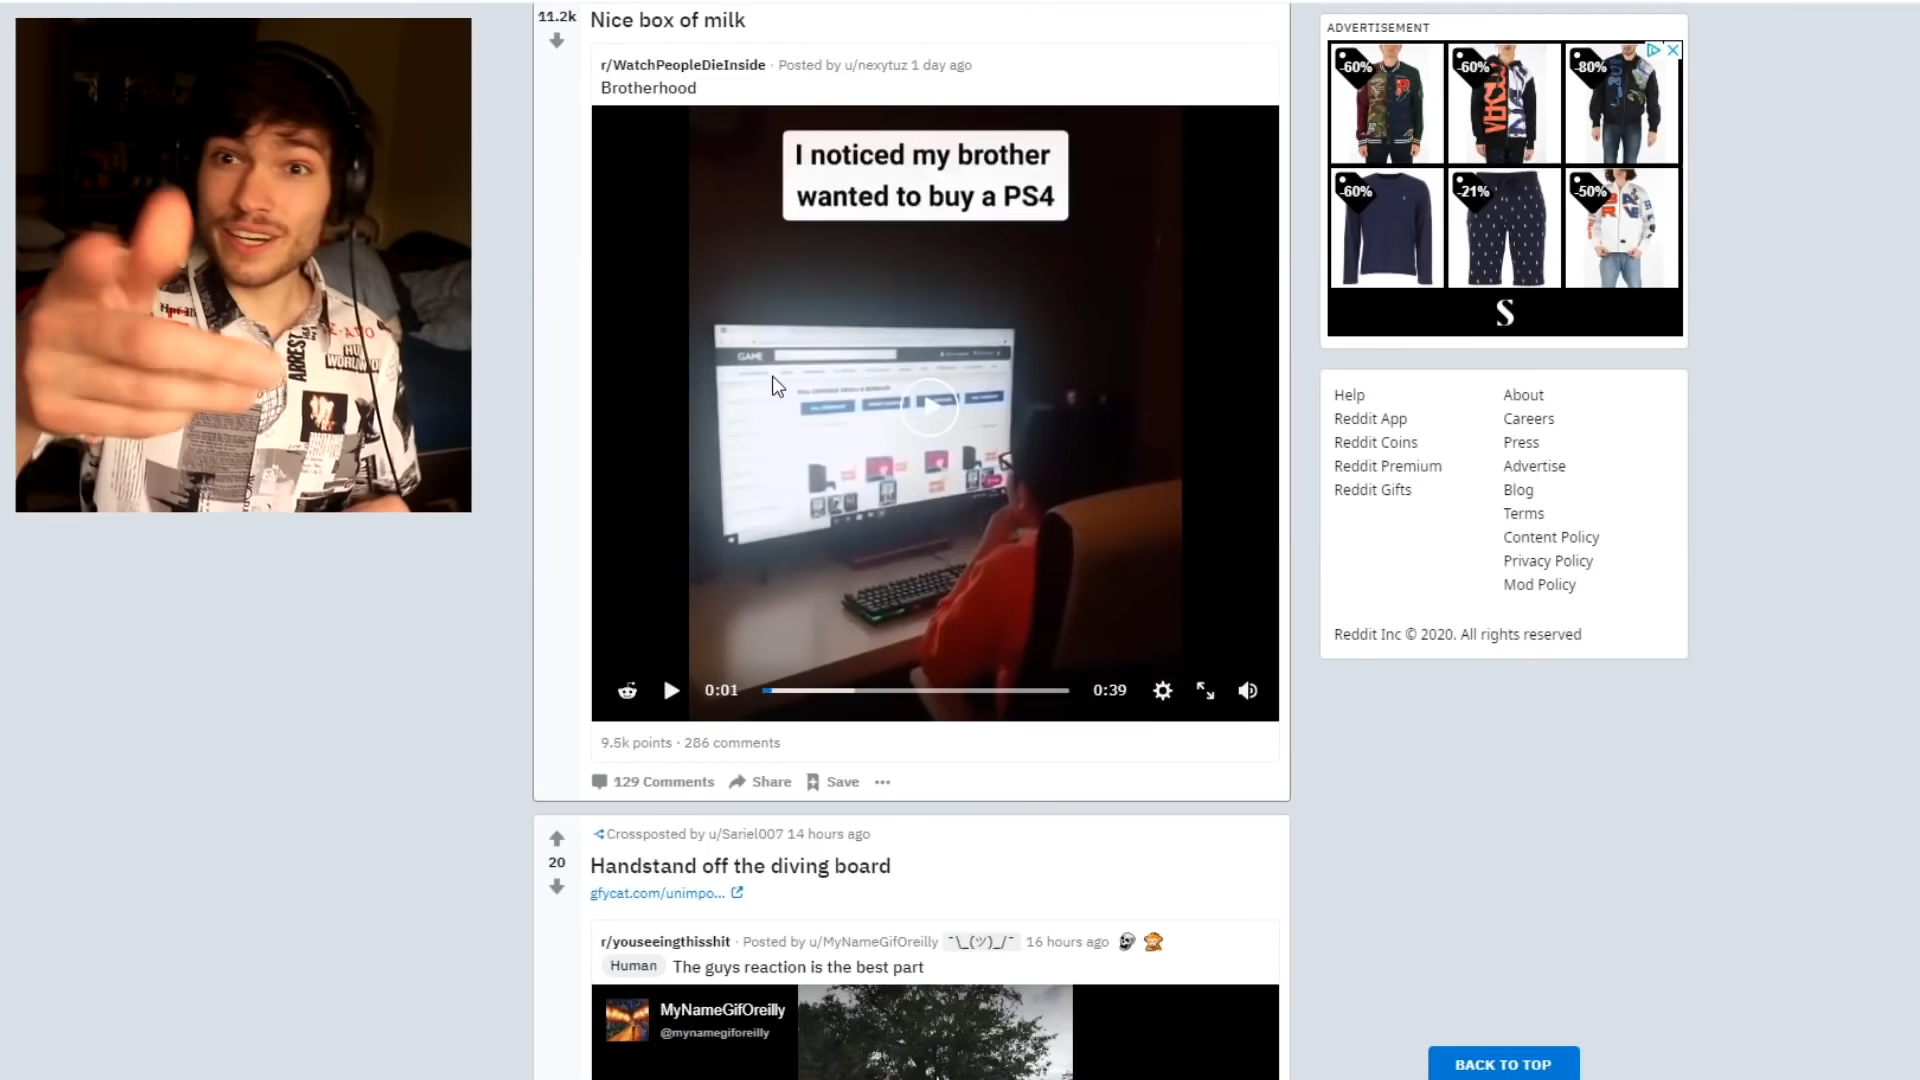 11.2k
Nice box of milk
r/WatchPeopleDieInside · Posted by u/nexytuz 1 day ago
Brotherhood
I noticed my brother
wanted to buy a PS4
GAME
0:01
0:39
9.5k points · 286 comments
129 Comments
Share
Save
Crossposted by u/Sariel007 14 hours ago
20
Handstand off the diving board
gfycat.com/unimpo...
r/youseeingthisshit · Posted by u/MyNameGifOreilly ¯\_(ツ)_/¯ 16 hours ago
Human The guys reaction is the best part
MyNameGifOreilly
@mynamegiforeilly
ADVERTISEMENT
-60% -60% -80%
-60% -21% -50%
S
Help
About
Reddit App
Careers
Reddit Coins
Press
Reddit Premium
Advertise
Reddit Gifts
Blog
Terms
Content Policy
Privacy Policy
Mod Policy
Reddit Inc © 2020. All rights reserved
BACK TO TOP
ARREST